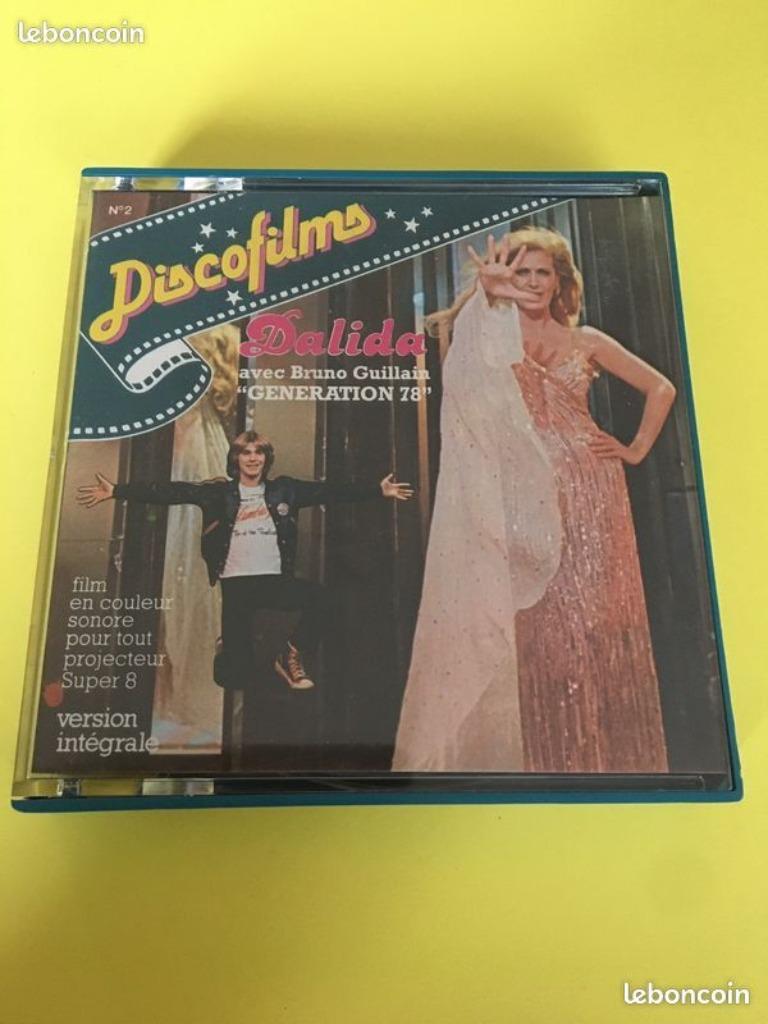 leboncoin
N°2
Discofilms
Dalida
avec Bruno Guillain
"GENERATION 78"
film
en couleur
sonore
pour tout
projecteur
Super 8
version
intégrale
leboncoin